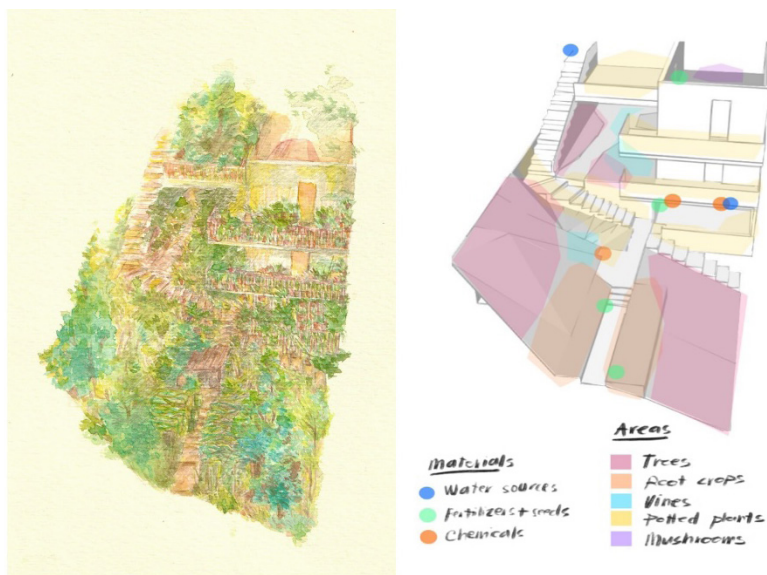 Materials
Water sources
Fertilizers + seeds
Chemicals
Areas
Trees
Root crops
Vines
Potted plants
Mushrooms